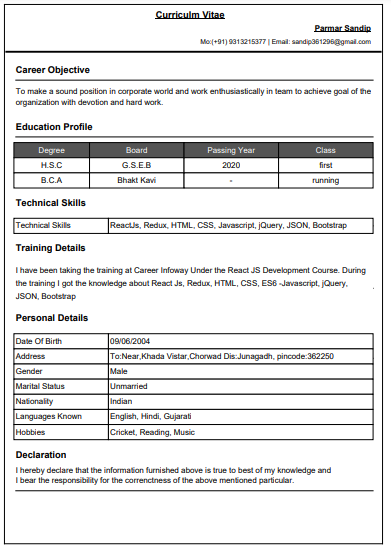 Curriculm Vitae
Parmar Sandip
Mo:(+91) 9313215377 | Email: sandip361296@gmail.com
Career Objective
To make a sound position in corporate world and work enthusiastically in team to achieve goal of the
organization with devotion and hard work.
Education Profile
Degree Board Passing Year Class
H.S.C G.S.E.B 2020 first
B.C.A Bhakt Kavi - running
Technical Skills
Technical Skills ReactJs, Redux, HTML, CSS, Javascript, jQuery, JSON, Bootstrap
Training Details
I have been taking the training at Career Infoway Under the React JS Development Course. During
the training I got the knowledge about React Js, Redux, HTML, CSS, ES6 -Javascript, jQuery,
JSON, Bootstrap
Personal Details
Date Of Birth 09/06/2004
Address To:Near,Khada Vistar,Chorwad Dis:Junagadh, pincode:362250
Gender Male
Marital Status Unmarried
Nationality Indian
Languages Known English, Hindi, Gujarati
Hobbies Cricket, Reading, Music
Declaration
I hereby declare that the information furnished above is true to best of my knowledge and
I bear the responsibility for the correctness of the above mentioned particular.